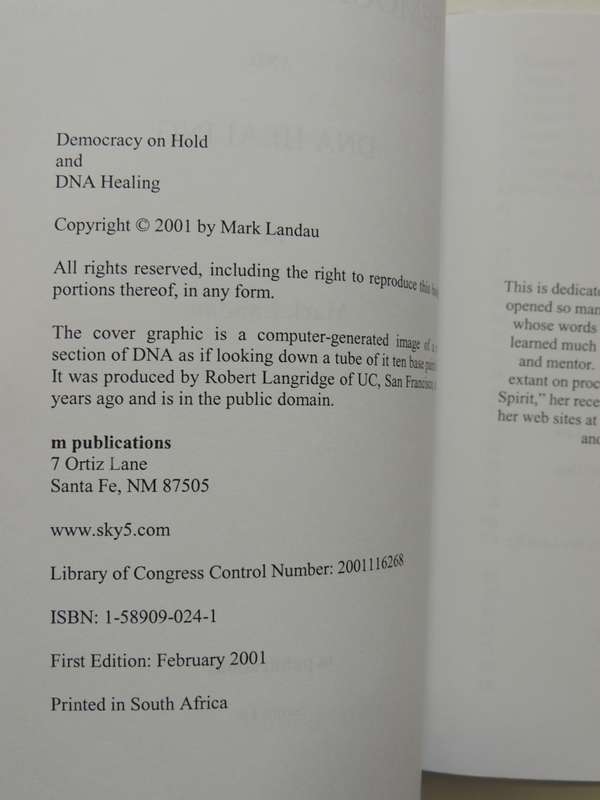 Democracy on Hold
and
DNA Healing
Copyright © 2001 by Mark Landau
All rights reserved, including the right to reproduce this
portions thereof, in any form.
The cover graphic is a computer-generated image of a
section of DNA as if looking down a tube of it ten base pairs
It was produced by Robert Langridge of UC, San Francisco
years ago and is in the public domain.
m publications
7 Ortiz Lane
Santa Fe, NM 87505
www.sky5.com
Library of Congress Control Number: 2001116268
ISBN: 1-58909-024-1
First Edition: February 2001
Printed in South Africa
This is dedicate
opened so man
whose words
learned much
and mentor.
extant on proc
Spirit," her rece
her web sites at
and